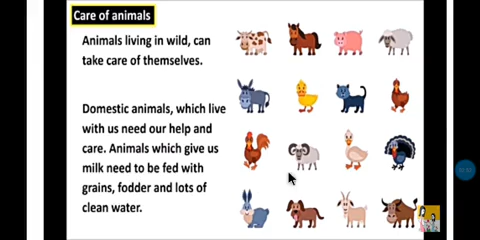 Care of animals
Animals living in wild, can
take care of themselves.
Domestic animals, which live
with us need our help and
care. Animals which give us
milk need to be fed with
grains, fodder and lots of
clean water.